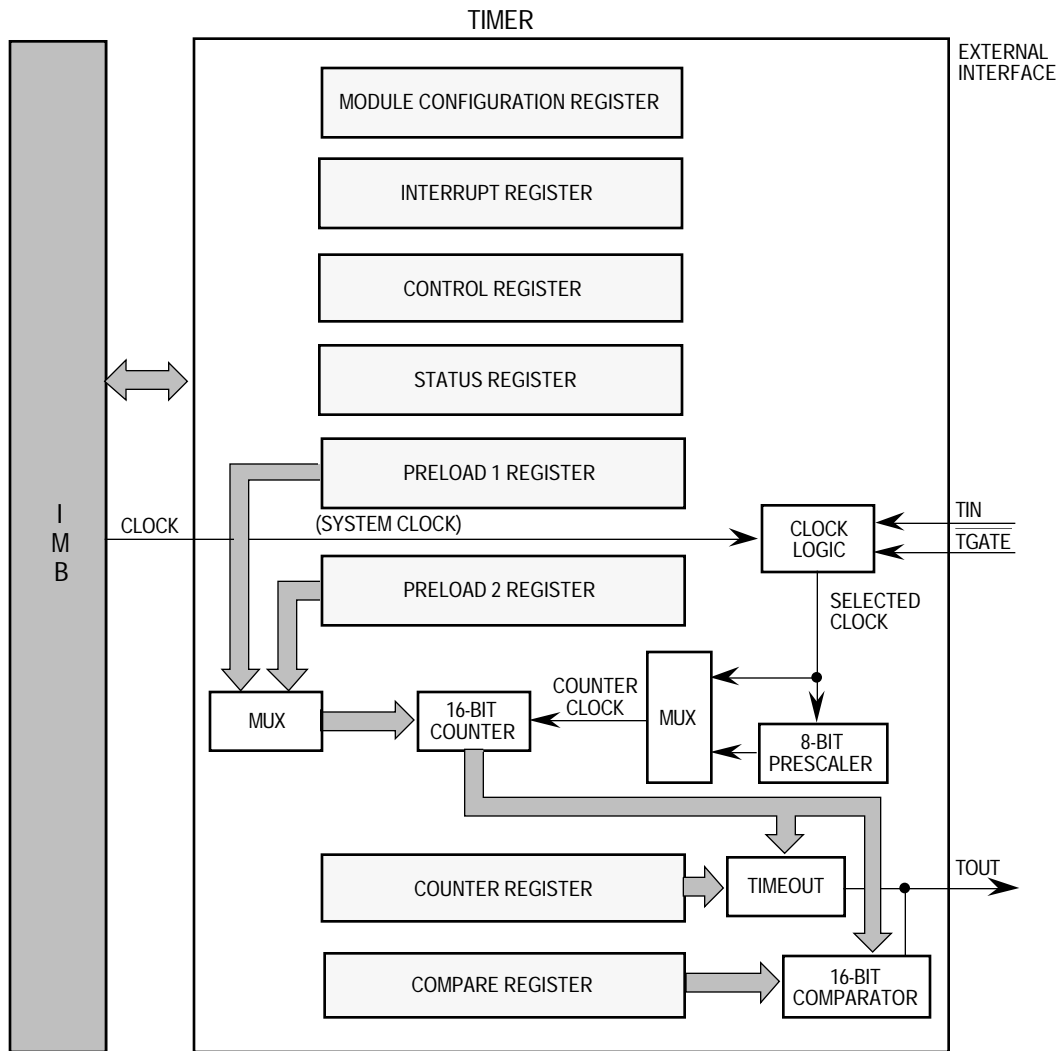 TIMER
EXTERNAL
INTERFACE
MODULE CONFIGURATION REGISTER
INTERRUPT REGISTER
CONTROL REGISTER
STATUS REGISTER
PRELOAD 1 REGISTER
I
M
B
CLOCK
(SYSTEM CLOCK)
CLOCK
LOGIC
TIN
TGATE
PRELOAD 2 REGISTER
SELECTED
CLOCK
MUX
16-BIT
COUNTER
COUNTER
CLOCK
MUX
8-BIT
PRESCALER
COUNTER REGISTER
TIMEOUT
TOUT
COMPARE REGISTER
16-BIT
COMPARATOR